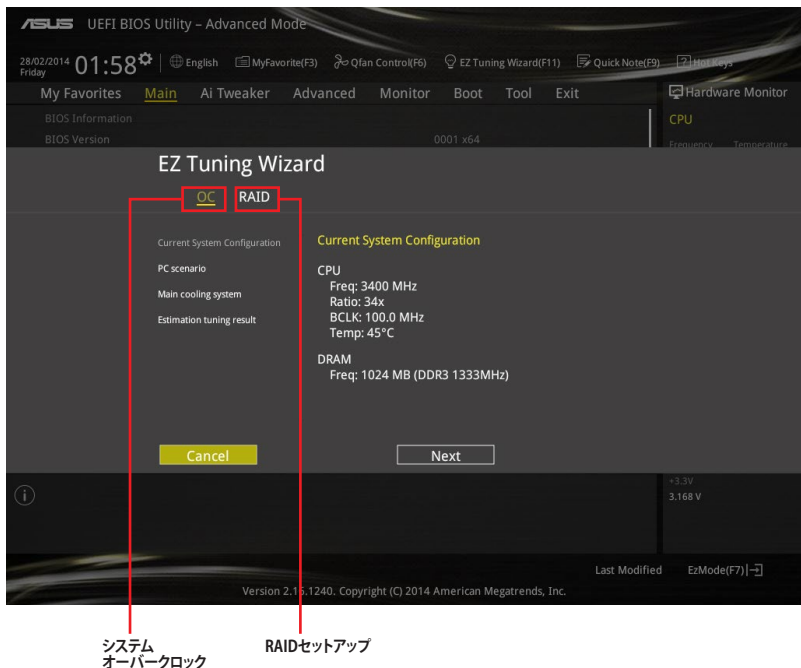 ASUS UEFI BIOS Utility – Advanced Mode
28/02/2014 Friday 01:58 English MyFavorite(F3) Qfan Control(F6) EZ Tuning Wizard(F11) Quick Note(F9) ? Hot Keys
My Favorites Main Ai Tweaker Advanced Monitor Boot Tool Exit Hardware Monitor
BIOS Information CPU
BIOS Version 0001 x64 Frequency Temperature
EZ Tuning Wizard
OC RAID
Current System Configuration
PC scenario
Main cooling system
Estimation tuning result
Current System Configuration
CPU
Freq: 3400 MHz
Ratio: 34x
BCLK: 100.0 MHz
Temp: 45°C
DRAM
Freq: 1024 MB (DDR3 1333MHz)
Cancel Next
+3.3V
3.168 V
Last Modified EzMode(F7)
Version 2.16.1240. Copyright (C) 2014 American Megatrends, Inc.
システム
オーバークロック
RAIDセットアップ